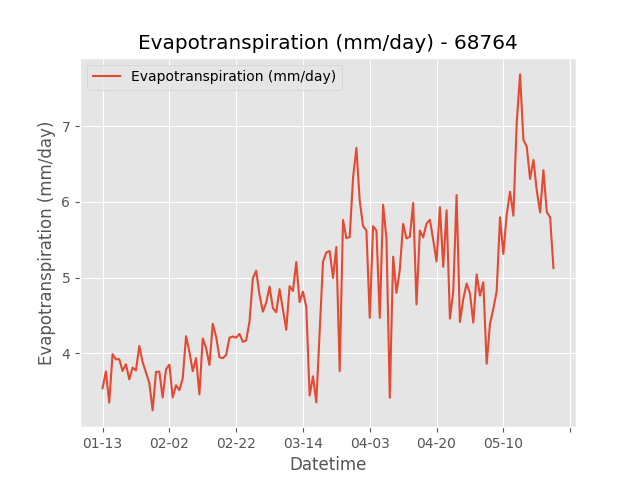 Evapotranspiration (mm/day) - 68764
Evapotranspiration (mm/day)
Evapotranspiration (mm/day)
7
6
5
4
01-13 02-02 02-22 03-14 04-03 04-20 05-10
Datetime